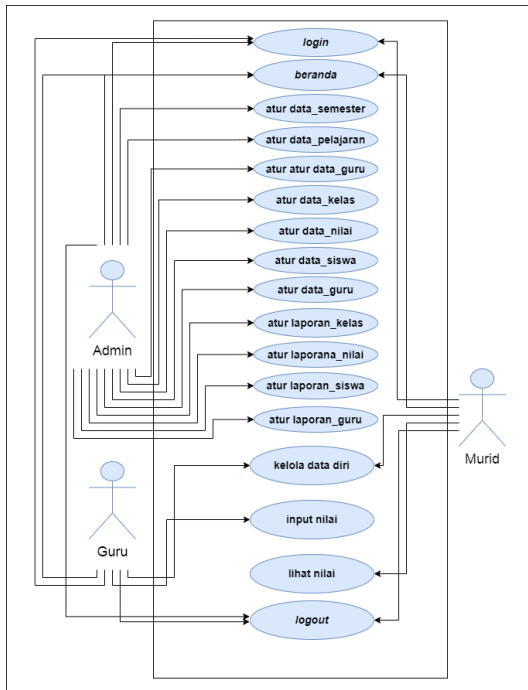 login
beranda
atur data_semester
atur data_pelajaran
atur atur data_guru
atur data_kelas
atur data_nilai
atur data_siswa
atur data_guru
Admin
atur laporan_kelas
atur laporana_nilai
atur laporan_siswa
atur laporan_guru
Murid
kelola data diri
input nilai
Guru
lihat nilai
logout